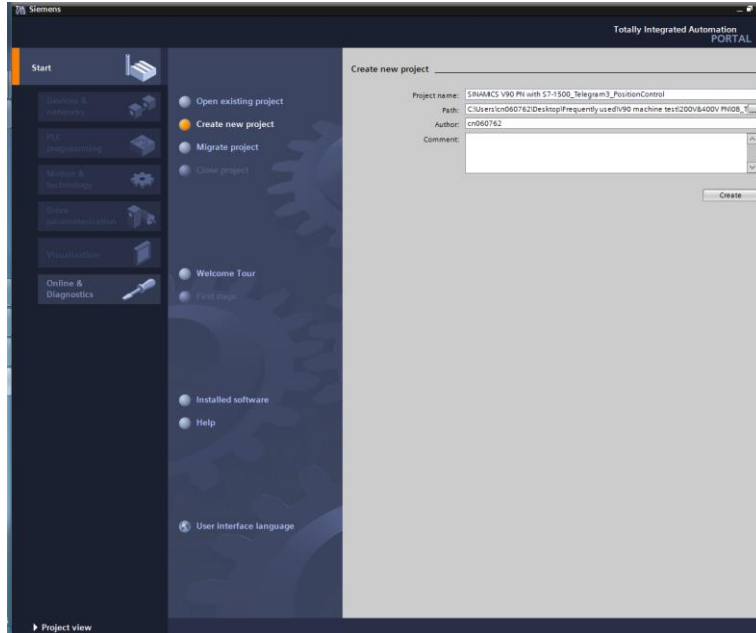 Siemens
Totally Integrated Automation
PORTAL
Start
Devices &
networks
PLC
programming
Motion &
technology
Drive
parameterization
Visualization
Online &
Diagnostics
Open existing project
Create new project
Migrate project
Close project
Welcome Tour
First steps
Installed software
Help
User interface language
Create new project
Project name: SINAMICS V90 PN with S7-1500_Telegram3_PositionControl
Path: C:\Users\cn060762\Desktop\Frequently used\V90 machine test\200V&400V PN\08_T
...
Author: cn060762
Comment:
Create
Project view